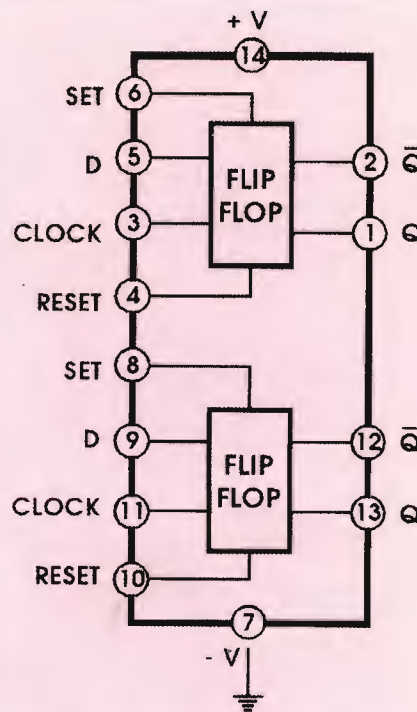 + V
14
SET 6
D 5
FLIP FLOP
2 Q̅
CLOCK 3
1 Q
RESET 4
SET 8
D 9
FLIP FLOP
12 Q̅
CLOCK 11
13 Q
RESET 10
7
- V